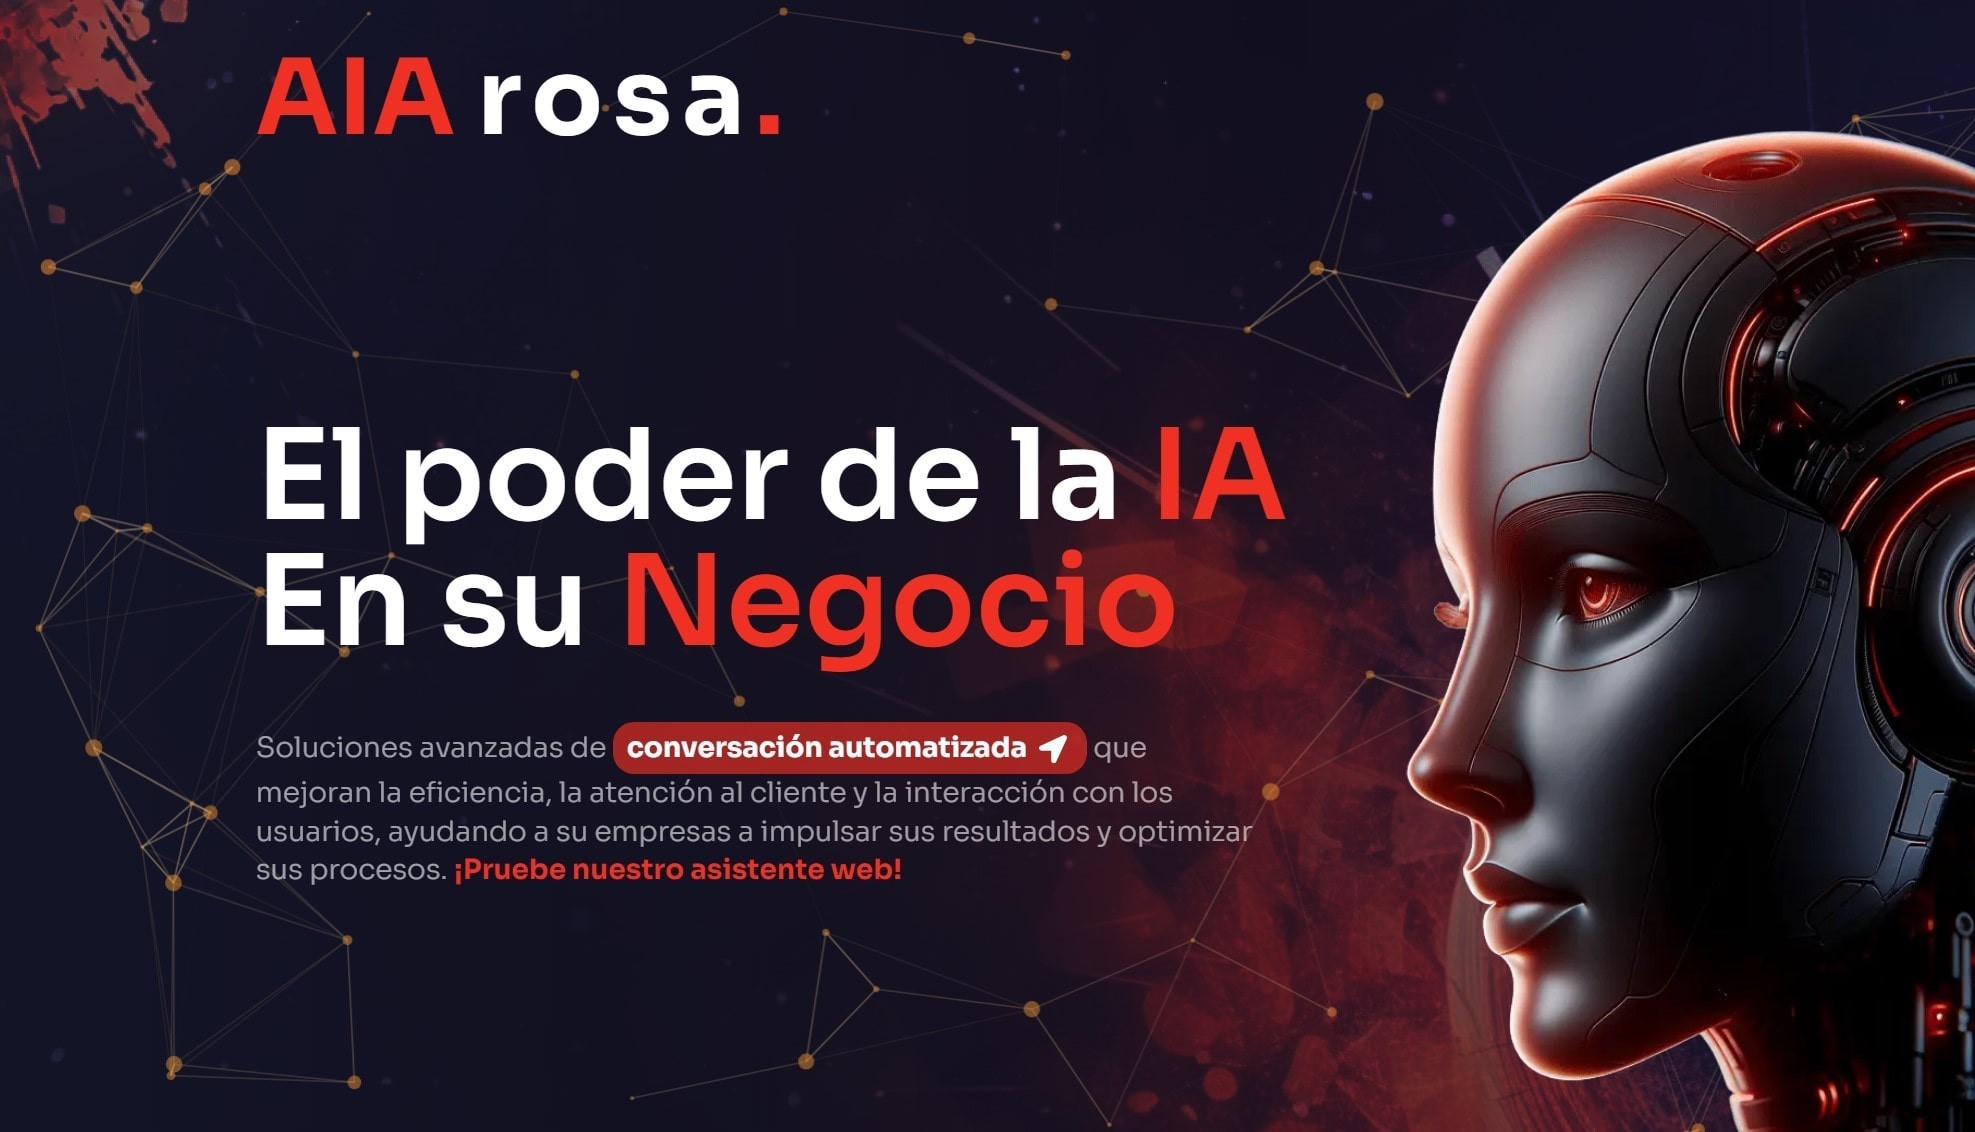 AIA rosa.
El poder de la IA
En su Negocio
Soluciones avanzadas de conversación automatizada que
mejoran la eficiencia, la atención al cliente y la interacción con los
usuarios, ayudando a su empresas a impulsar sus resultados y optimizar
sus procesos. ¡Pruebe nuestro asistente web!